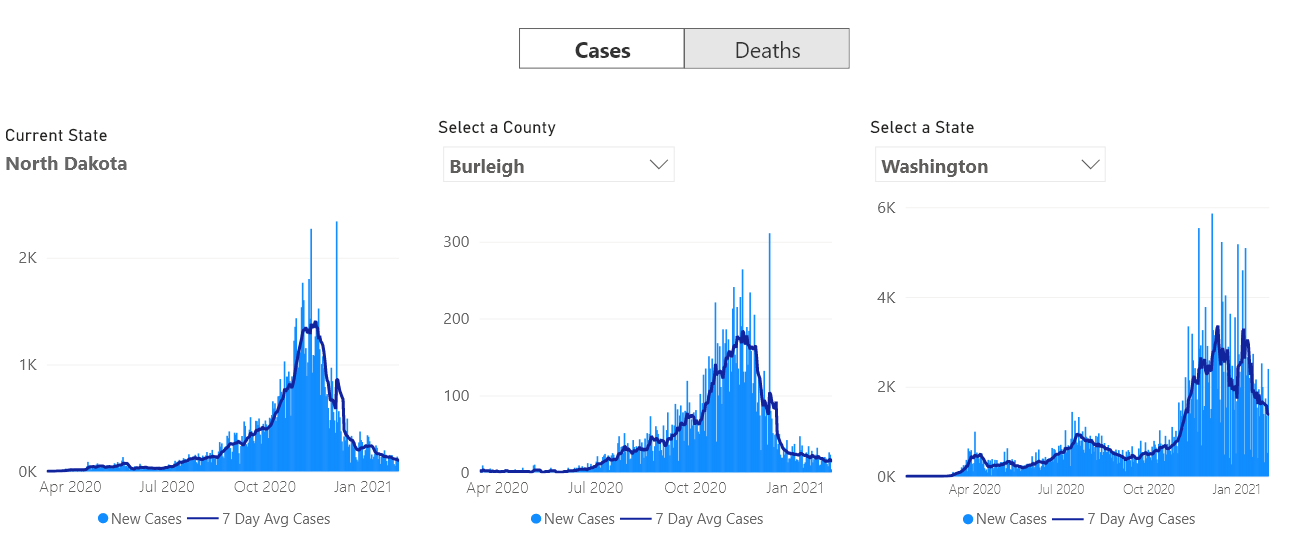 Cases Deaths
Current State
North Dakota
2K
1K
0K
Apr 2020 Jul 2020 Oct 2020 Jan 2021
New Cases 7 Day Avg Cases
Select a County
Burleigh
300
200
100
0
Apr 2020 Jul 2020 Oct 2020 Jan 2021
New Cases 7 Day Avg Cases
Select a State
Washington
6K
4K
2K
0K
Apr 2020 Jul 2020 Oct 2020 Jan 2021
New Cases 7 Day Avg Cases